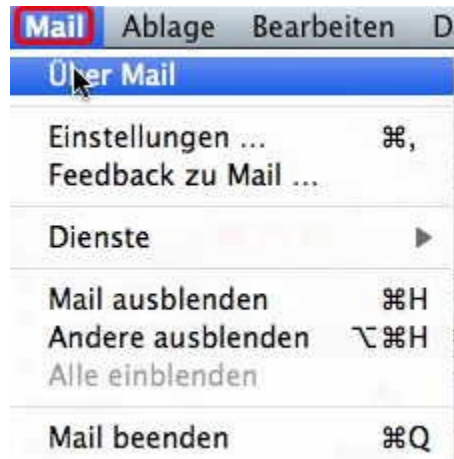 Mail Ablage Bearbeiten D
Über Mail
Einstellungen ... ⌘,
Feedback zu Mail ...
Dienste ▶
Mail ausblenden ⌘H
Andere ausblenden ⌥⌘H
Alle einblenden
Mail beenden ⌘Q